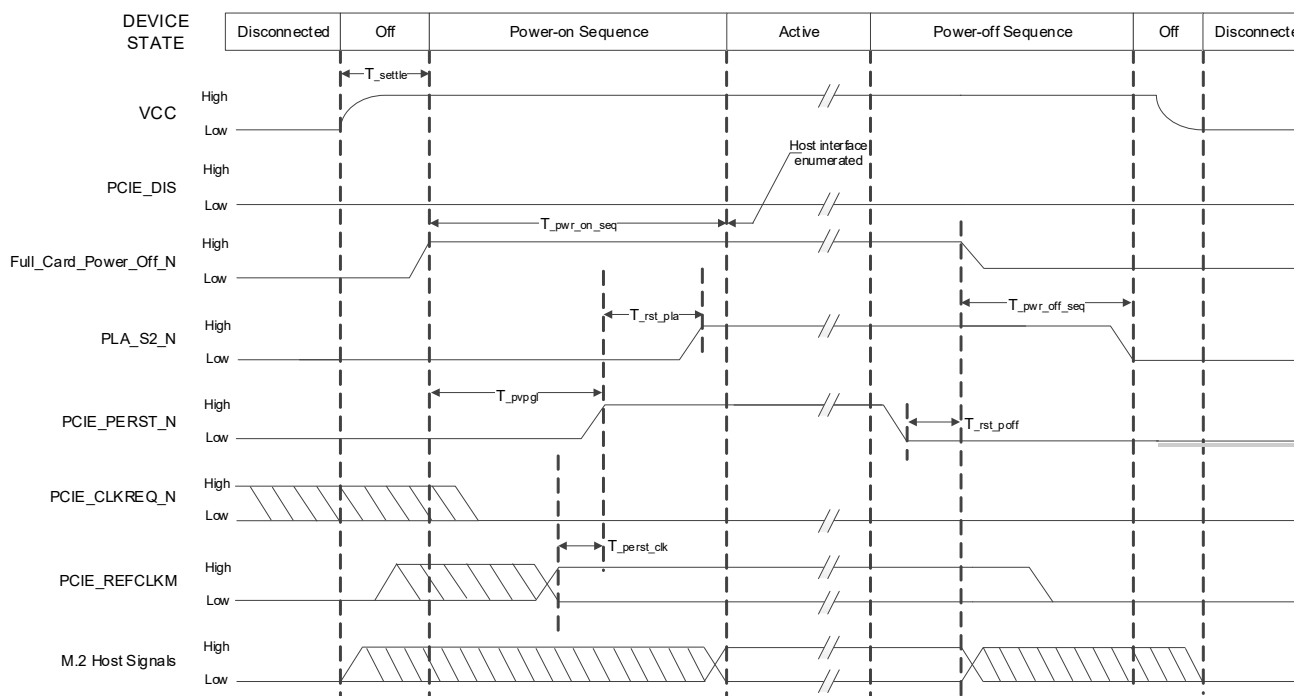 DEVICE
STATE
Disconnected
Off
Power-on Sequence
Active
Power-off Sequence
Off
Disconnecte
T_settle
VCC
High
Low
Host interface
enumerated
PCIE_DIS
High
Low
T_pwr_on_seq
Full_Card_Power_Off_N
High
Low
T_pwr_off_seq
T_rst_pla
PLA_S2_N
High
Low
T_pvpgl
PCIE_PERST_N
High
Low
T_rst_poff
PCIE_CLKREQ_N
High
Low
T_perst_clk
PCIE_REFCLKM
High
Low
M.2 Host Signals
High
Low